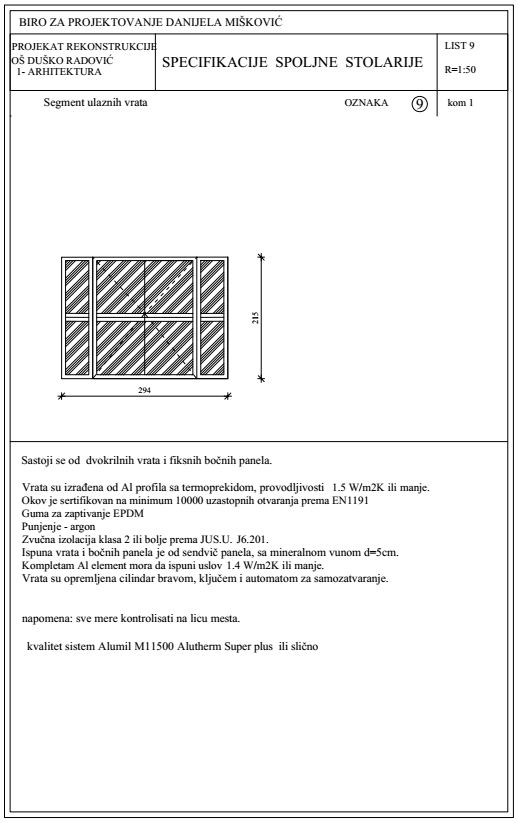 BIRO ZA PROJEKTOVANJE DANIJELA MIŠKOVIĆ
PROJEKAT REKONSTRUKCIJE
OŠ DUŠKO RADOVIĆ
1- ARHITEKTURA
SPECIFIKACIJE SPOLJNE STOLARIJE
LIST 9
R=1:50
Segment ulaznih vrata
OZNAKA
9
kom 1
215
294
Sastoji se od dvokrilnih vrata i fiksnih bočnih panela.
Vrata su izrađena od Al profila sa termoprekidom, provodljivosti 1.5 W/m2K ili manje.
Okov je sertifikovan na minimum 10000 uzastopnih otvaranja prema EN1191
Guma za zaptivanje EPDM
Punjenje - argon
Zvučna izolacija klasa 2 ili bolje prema JUS.U. J6.201.
Ispuna vrata i bočnih panela je od sendvič panela, sa mineralnom vunom d=5cm.
Kompletam Al element mora da ispuni uslov 1.4 W/m2K ili manje.
Vrata su opremljena cilindar bravom, ključem i automatom za samozatvaranje.
napomena: sve mere kontrolisati na licu mesta.
kvalitet sistem Alumil M11500 Alutherm Super plus ili slično